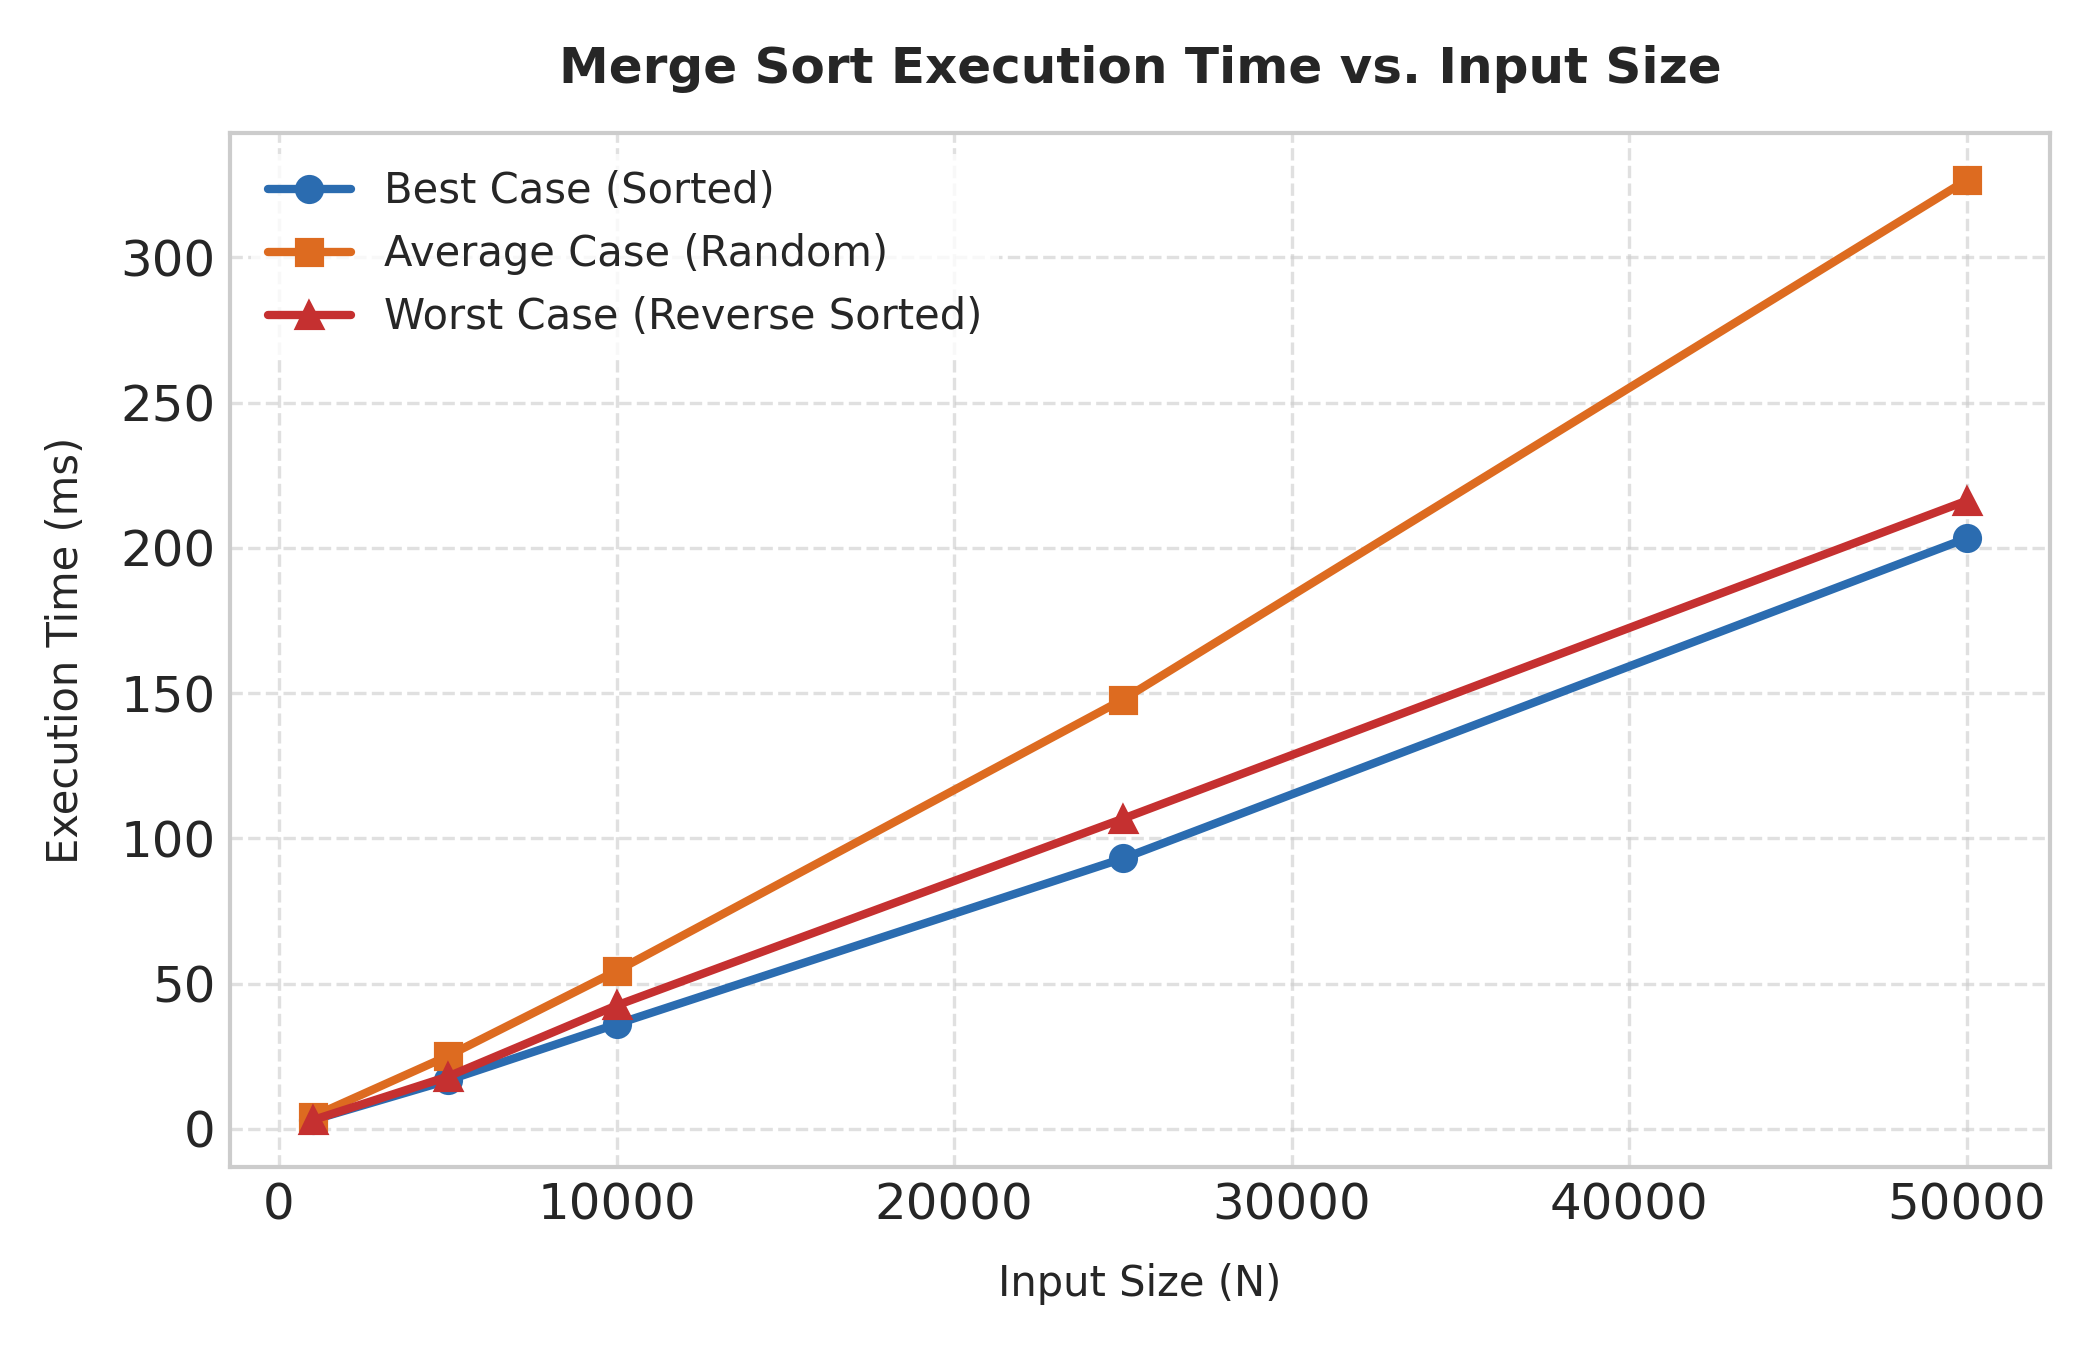 Merge Sort Execution Time vs. Input Size
Best Case (Sorted)
Average Case (Random)
Worst Case (Reverse Sorted)
300
250
200
150
100
50
0
Execution Time (ms)
0 10000 20000 30000 40000 50000
Input Size (N)